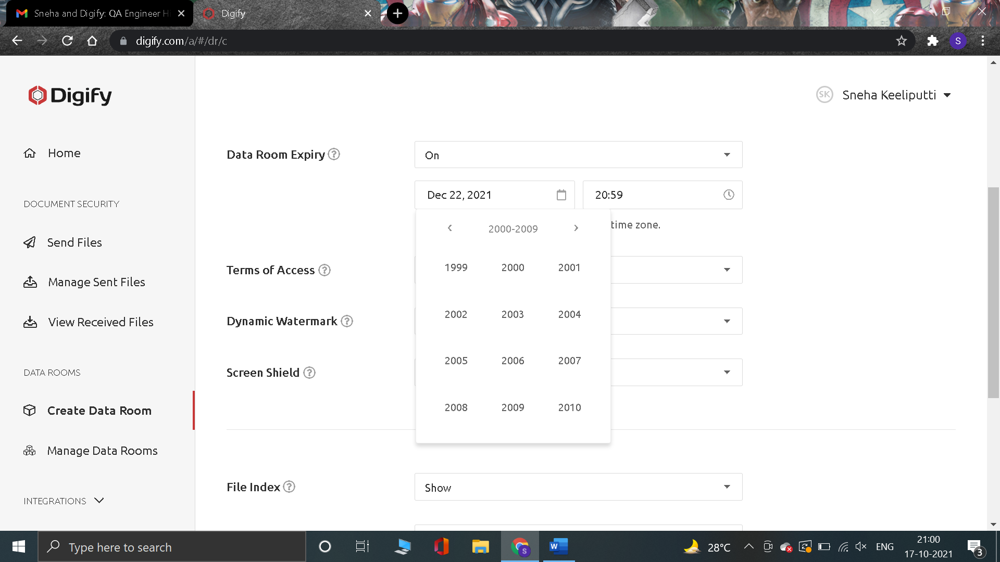 Sneha and Digify: QA Engineer Hi
Digify
digify.com/a/#/dr/c
S
Digify
SK Sneha Keeliputti
Home
DOCUMENT SECURITY
Send Files
Manage Sent Files
View Received Files
DATA ROOMS
Create Data Room
Manage Data Rooms
INTEGRATIONS
Data Room Expiry ?
On
Dec 22, 2021
20:59
time zone.
2000-2009
1999 2000 2001
2002 2003 2004
2005 2006 2007
2008 2009 2010
Terms of Access ?
Dynamic Watermark ?
Screen Shield ?
File Index ?
Show
Type here to search
S
W
28°C
ENG
21:00
17-10-2021
3